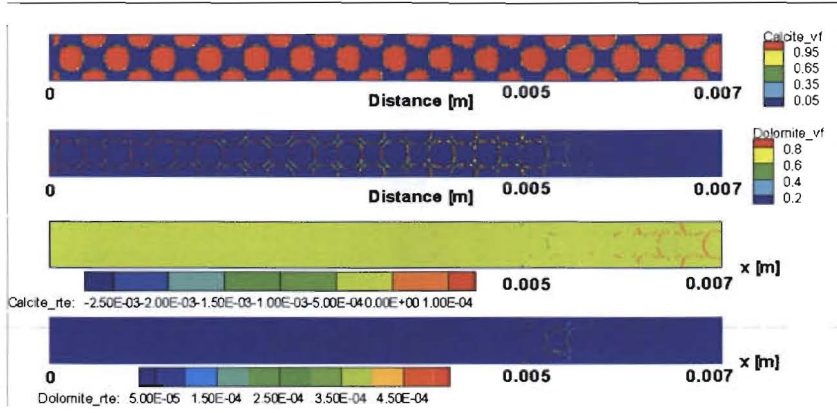 Calcite_vf
0.95
0.65
0.35
0.05
0 0.005 0.007
Distance [m]
Dolomite_vf
0.8
0.6
0.4
0.2
0 0.005 0.007
Distance [m]
0.005 0.007
x [m]
Calcite_rte: -2.50E-03-2.00E-03-1.50E-03-1.00E-03-5.00E-040.00E+001.00E-04
0 0.005 0.007
x [m]
Dolomite_rte: 5.00E-05 1.50E-04 2.50E-04 3.50E-04 4.50E-04